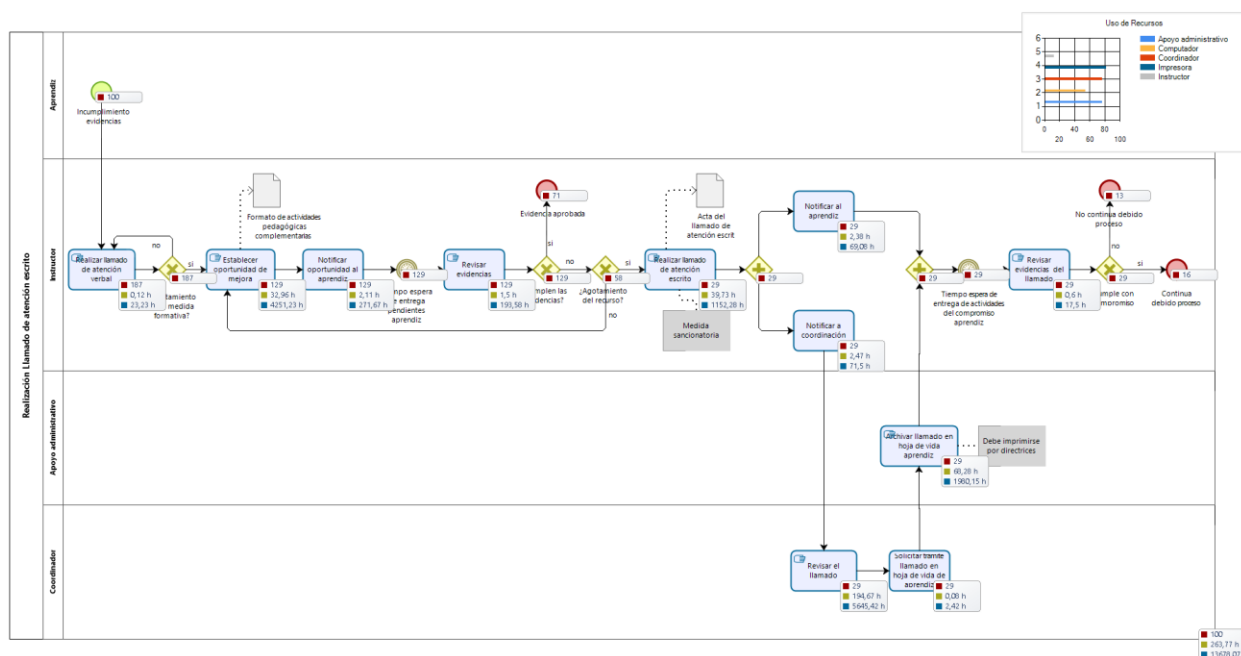 Uso de Recursos
6
5
4
3
2
1
0
0
40
80
20
60
100
Apoyo administrativo
Computador
Coordinador
Impresora
Instructor
Realización Llamado de atención escrito
Aprendiz
100
Incumplimiento
evidencias
Instructor
Realizar llamado
de atención
verbal
187
0,12 h
23,23 h
no
si
187
formativa?
Formato de actividades
pedagógicas
complementarias
Establecer
oportunidad de
mejora
129
32,96 h
4251,23 h
Notificar
oportunidad al
aprendiz
129
2,11 h
271,67 h
129
espera
entrega
aprendiz
Revisar
evidencias
129
1,5 h
193,58 h
71
Evidencia aprobada
si
no
129
las
¿Agotamiento
del recurso?
si
no
58
Acta del
llamado de
atención escrit
Realizar llamado
de atención
escrito
29
39,73 h
1152,28 h
Medida
sancionatoria
29
Notificar al
aprendiz
29
2,38 h
69,08 h
Notificar a
coordinación
29
2,47 h
71,5 h
29
29
Tiempo espera de
entrega de actividades
del compromiso
aprendiz
Revisar
evidencias del
llamado
29
0,6 h
17,5 h
13
No continua debido
proceso
no
si
29
con
16
Continua
debido proceso
Apoyo administrativo
Archivar llamado en
hoja de vida
aprendiz
29
68,28 h
1980,15 h
Debe imprimirse
por directrices
Coordinador
Revisar el
llamado
29
194,67 h
5645,42 h
Solicitar tramite
llamado en
hoja de vida de
aprendiz
29
0,08 h
2,42 h
100
263,77 h